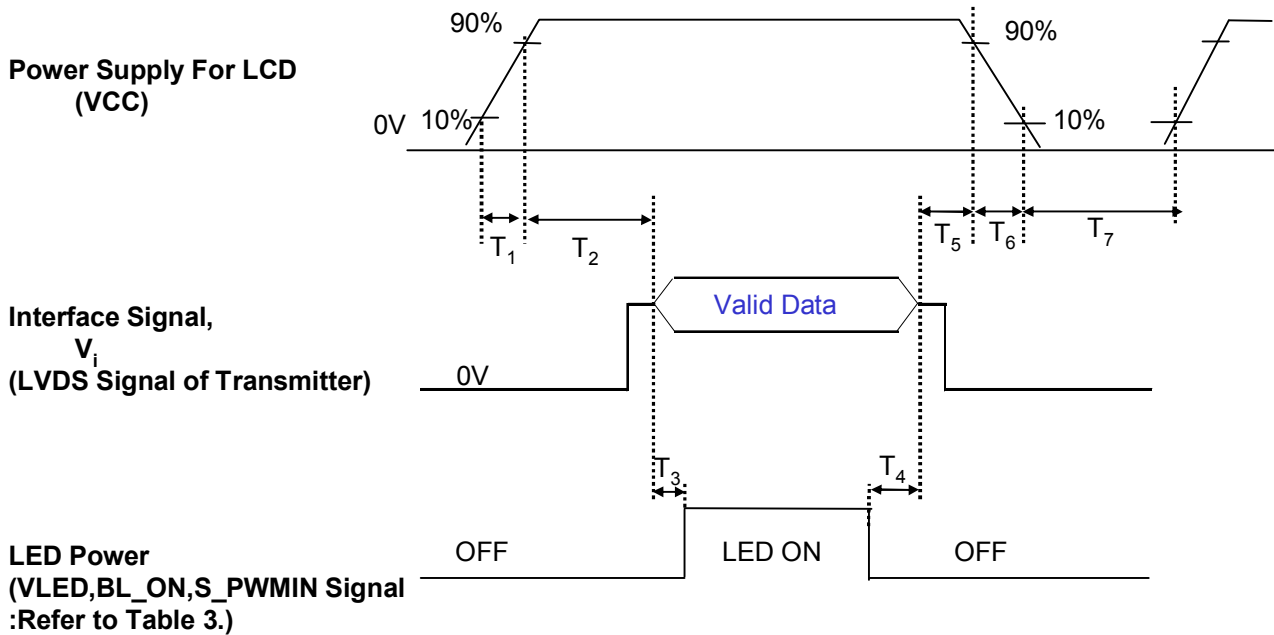 90%
90%
Power Supply For LCD
(VCC)
0V 10%
10%
T1
T2
T5
T6
T7
Valid Data
Interface Signal,
Vi
(LVDS Signal of Transmitter)
0V
T3
T4
LED Power
OFF
LED ON
OFF
(VLED,BL_ON,S_PWMIN Signal
:Refer to Table 3.)